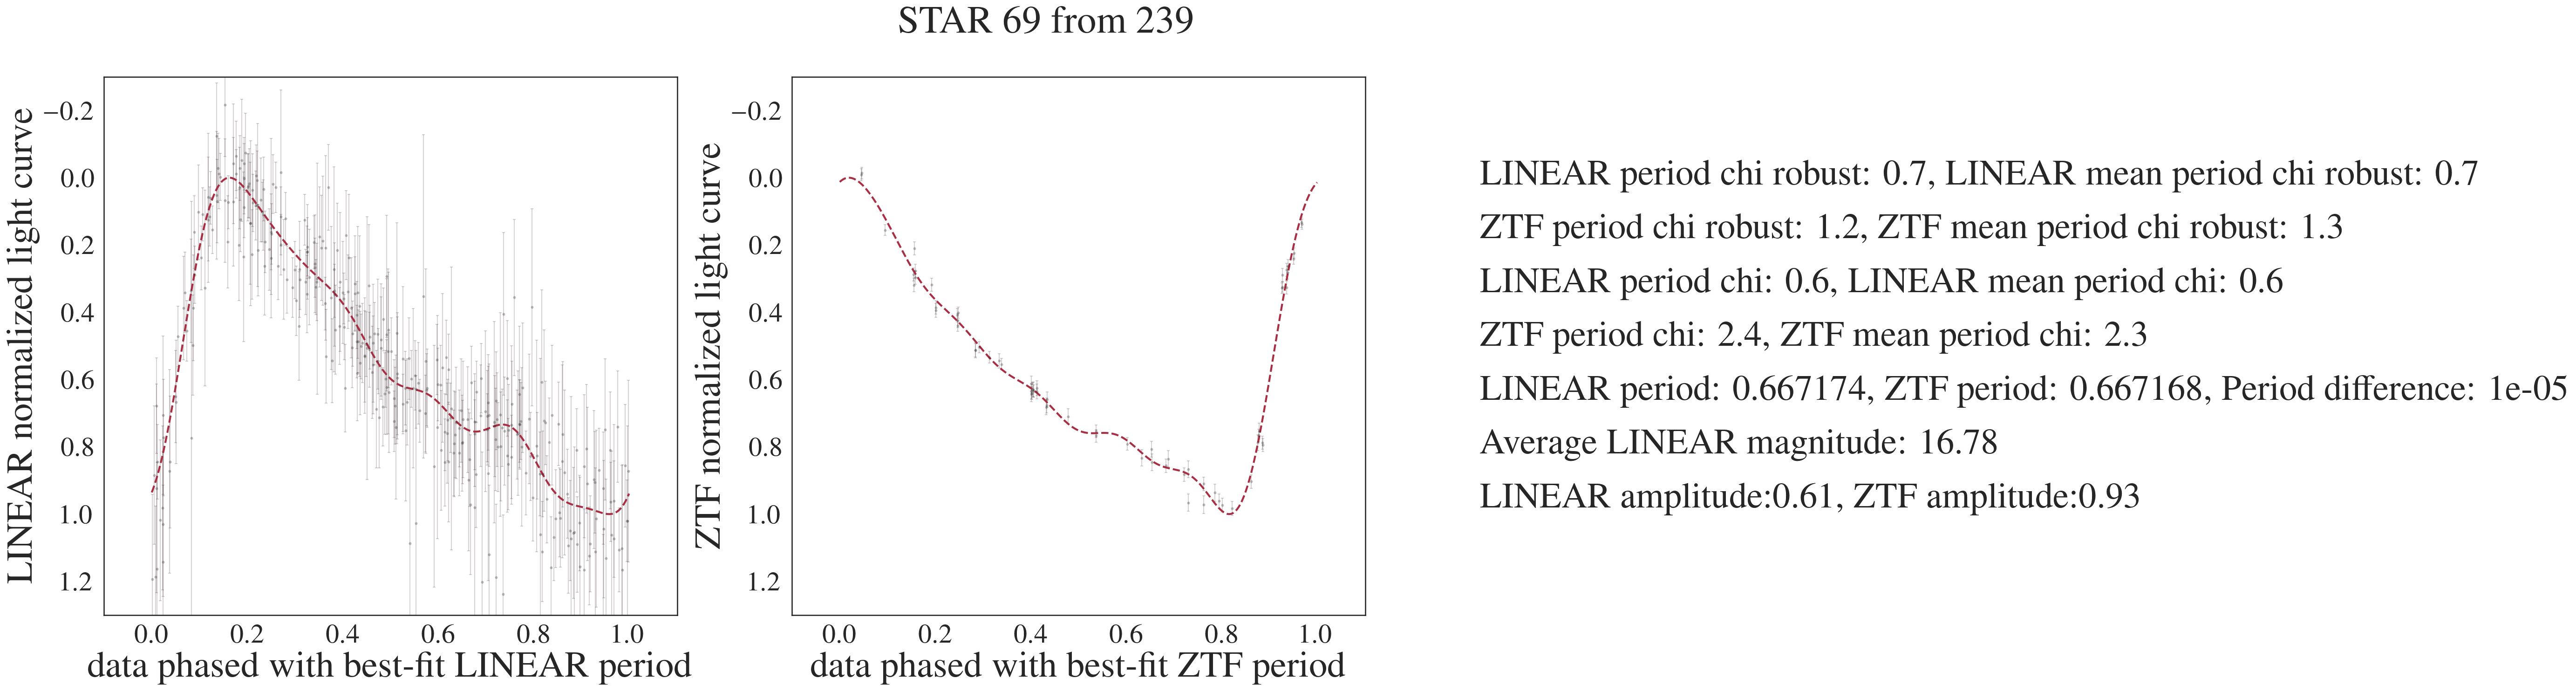 STAR 69 from 239
LINEAR normalized light curve
−0.2
0.0
0.2
0.4
0.6
0.8
1.0
1.2
0.0 0.2 0.4 0.6 0.8 1.0
data phased with best-fit LINEAR period
ZTF normalized light curve
−0.2
0.0
0.2
0.4
0.6
0.8
1.0
1.2
0.0 0.2 0.4 0.6 0.8 1.0
data phased with best-fit ZTF period
LINEAR period chi robust: 0.7, LINEAR mean period chi robust: 0.7
ZTF period chi robust: 1.2, ZTF mean period chi robust: 1.3
LINEAR period chi: 0.6, LINEAR mean period chi: 0.6
ZTF period chi: 2.4, ZTF mean period chi: 2.3
LINEAR period: 0.667174, ZTF period: 0.667168, Period difference: 1e-05
Average LINEAR magnitude: 16.78
LINEAR amplitude:0.61, ZTF amplitude:0.93